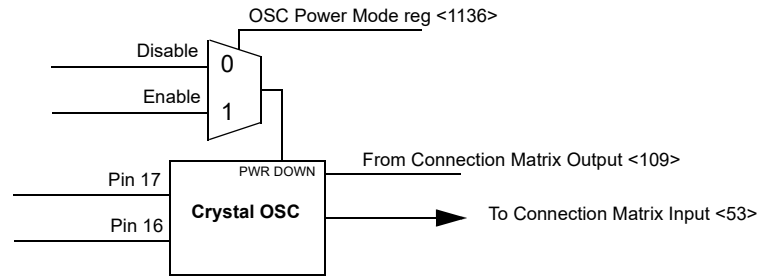 OSC Power Mode reg <1136>
Disable
0
Enable
1
PWR DOWN
From Connection Matrix Output <109>
Pin 17
Crystal OSC
To Connection Matrix Input <53>
Pin 16